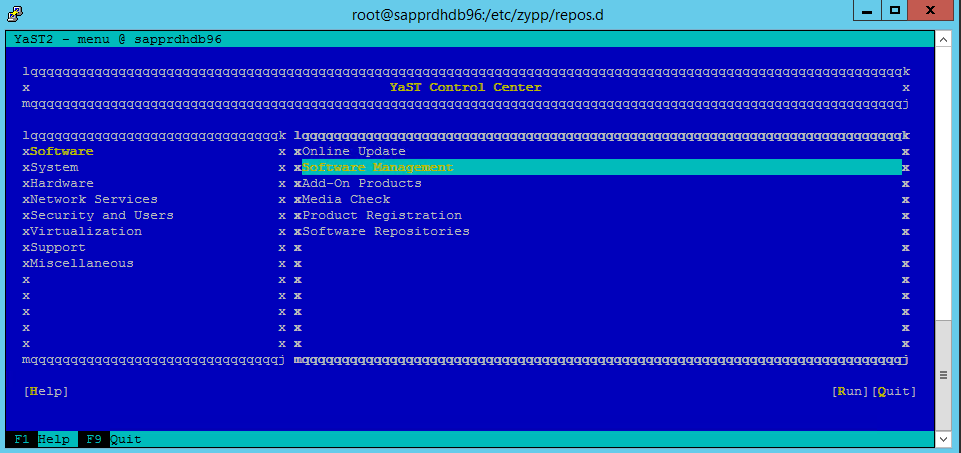 root@sapprdhdb96:/etc/zypp/repos.d
YaST2 - menu @ sapprdhdb96
lqqqqqqqqqqqqqqqqqqqqqqqqqqqqqqqqqqqqqqqqqqqqqqqqqqqqqqqqqqqqqqqqqqqqqqqqqqqqqqqqqqqqqqqqqqqqqqqqqqqqqqqqqqqqqk
x YaST Control Center x
mqqqqqqqqqqqqqqqqqqqqqqqqqqqqqqqqqqqqqqqqqqqqqqqqqqqqqqqqqqqqqqqqqqqqqqqqqqqqqqqqqqqqqqqqqqqqqqqqqqqqqqqqqqqqqj
lqqqqqqqqqqqqqqqqqqqqqqqqqqqqqqqk lqqqqqqqqqqqqqqqqqqqqqqqqqqqqqqqqqqqqqqqqqqqqqqqqqqqqqqqqqqqqqqqqqqqqqqqqqqqk
xSoftware x xOnline Update x
xSystem x xSoftware Management x
xHardware x xAdd-On Products x
xNetwork Services x xMedia Check x
xSecurity and Users x xProduct Registration x
xVirtualization x xSoftware Repositories x
xSupport x x x
xMiscellaneous x x x
x x x x
x x x x
x x x x
x x x x
x x x x
mqqqqqqqqqqqqqqqqqqqqqqqqqqqqqqqj mqqqqqqqqqqqqqqqqqqqqqqqqqqqqqqqqqqqqqqqqqqqqqqqqqqqqqqqqqqqqqqqqqqqqqqqqqqqj
[Help] [Run][Quit]
F1 Help F9 Quit